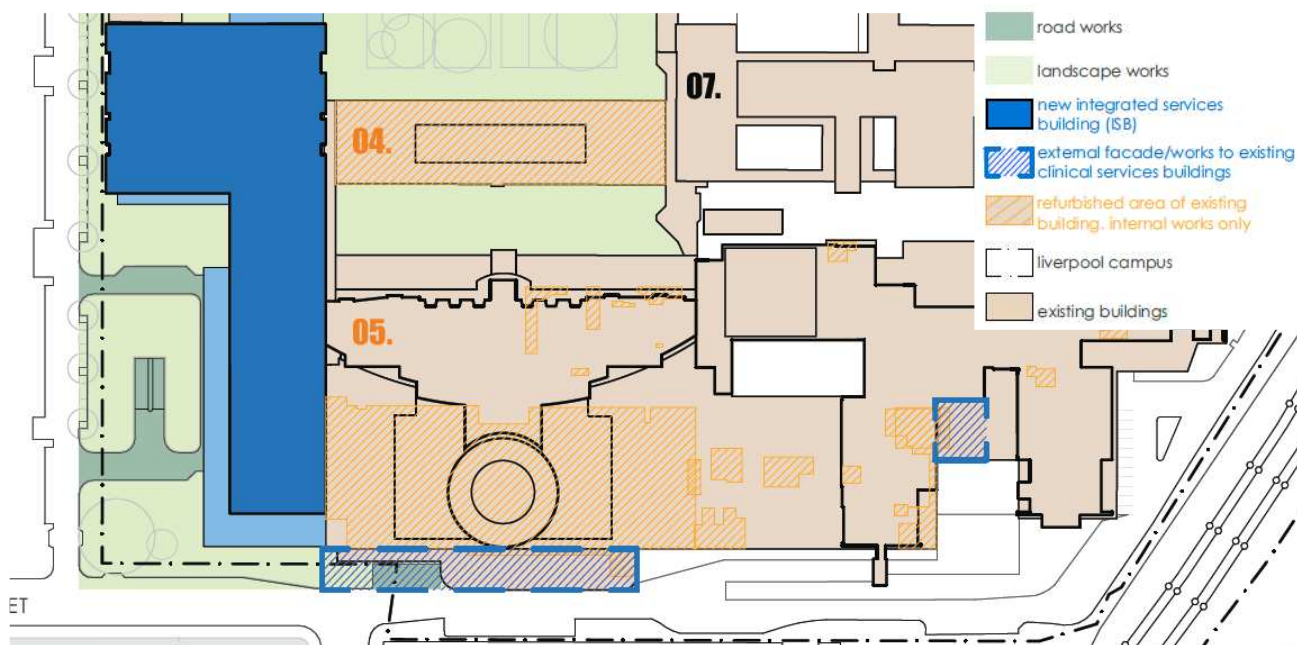 road works
landscape works
new integrated services
building (ISB)
external facade/works to existing
clinical services buildings
refurbished area of existing
building, internal works only
liverpool campus
existing buildings
07.
04.
05.
ET